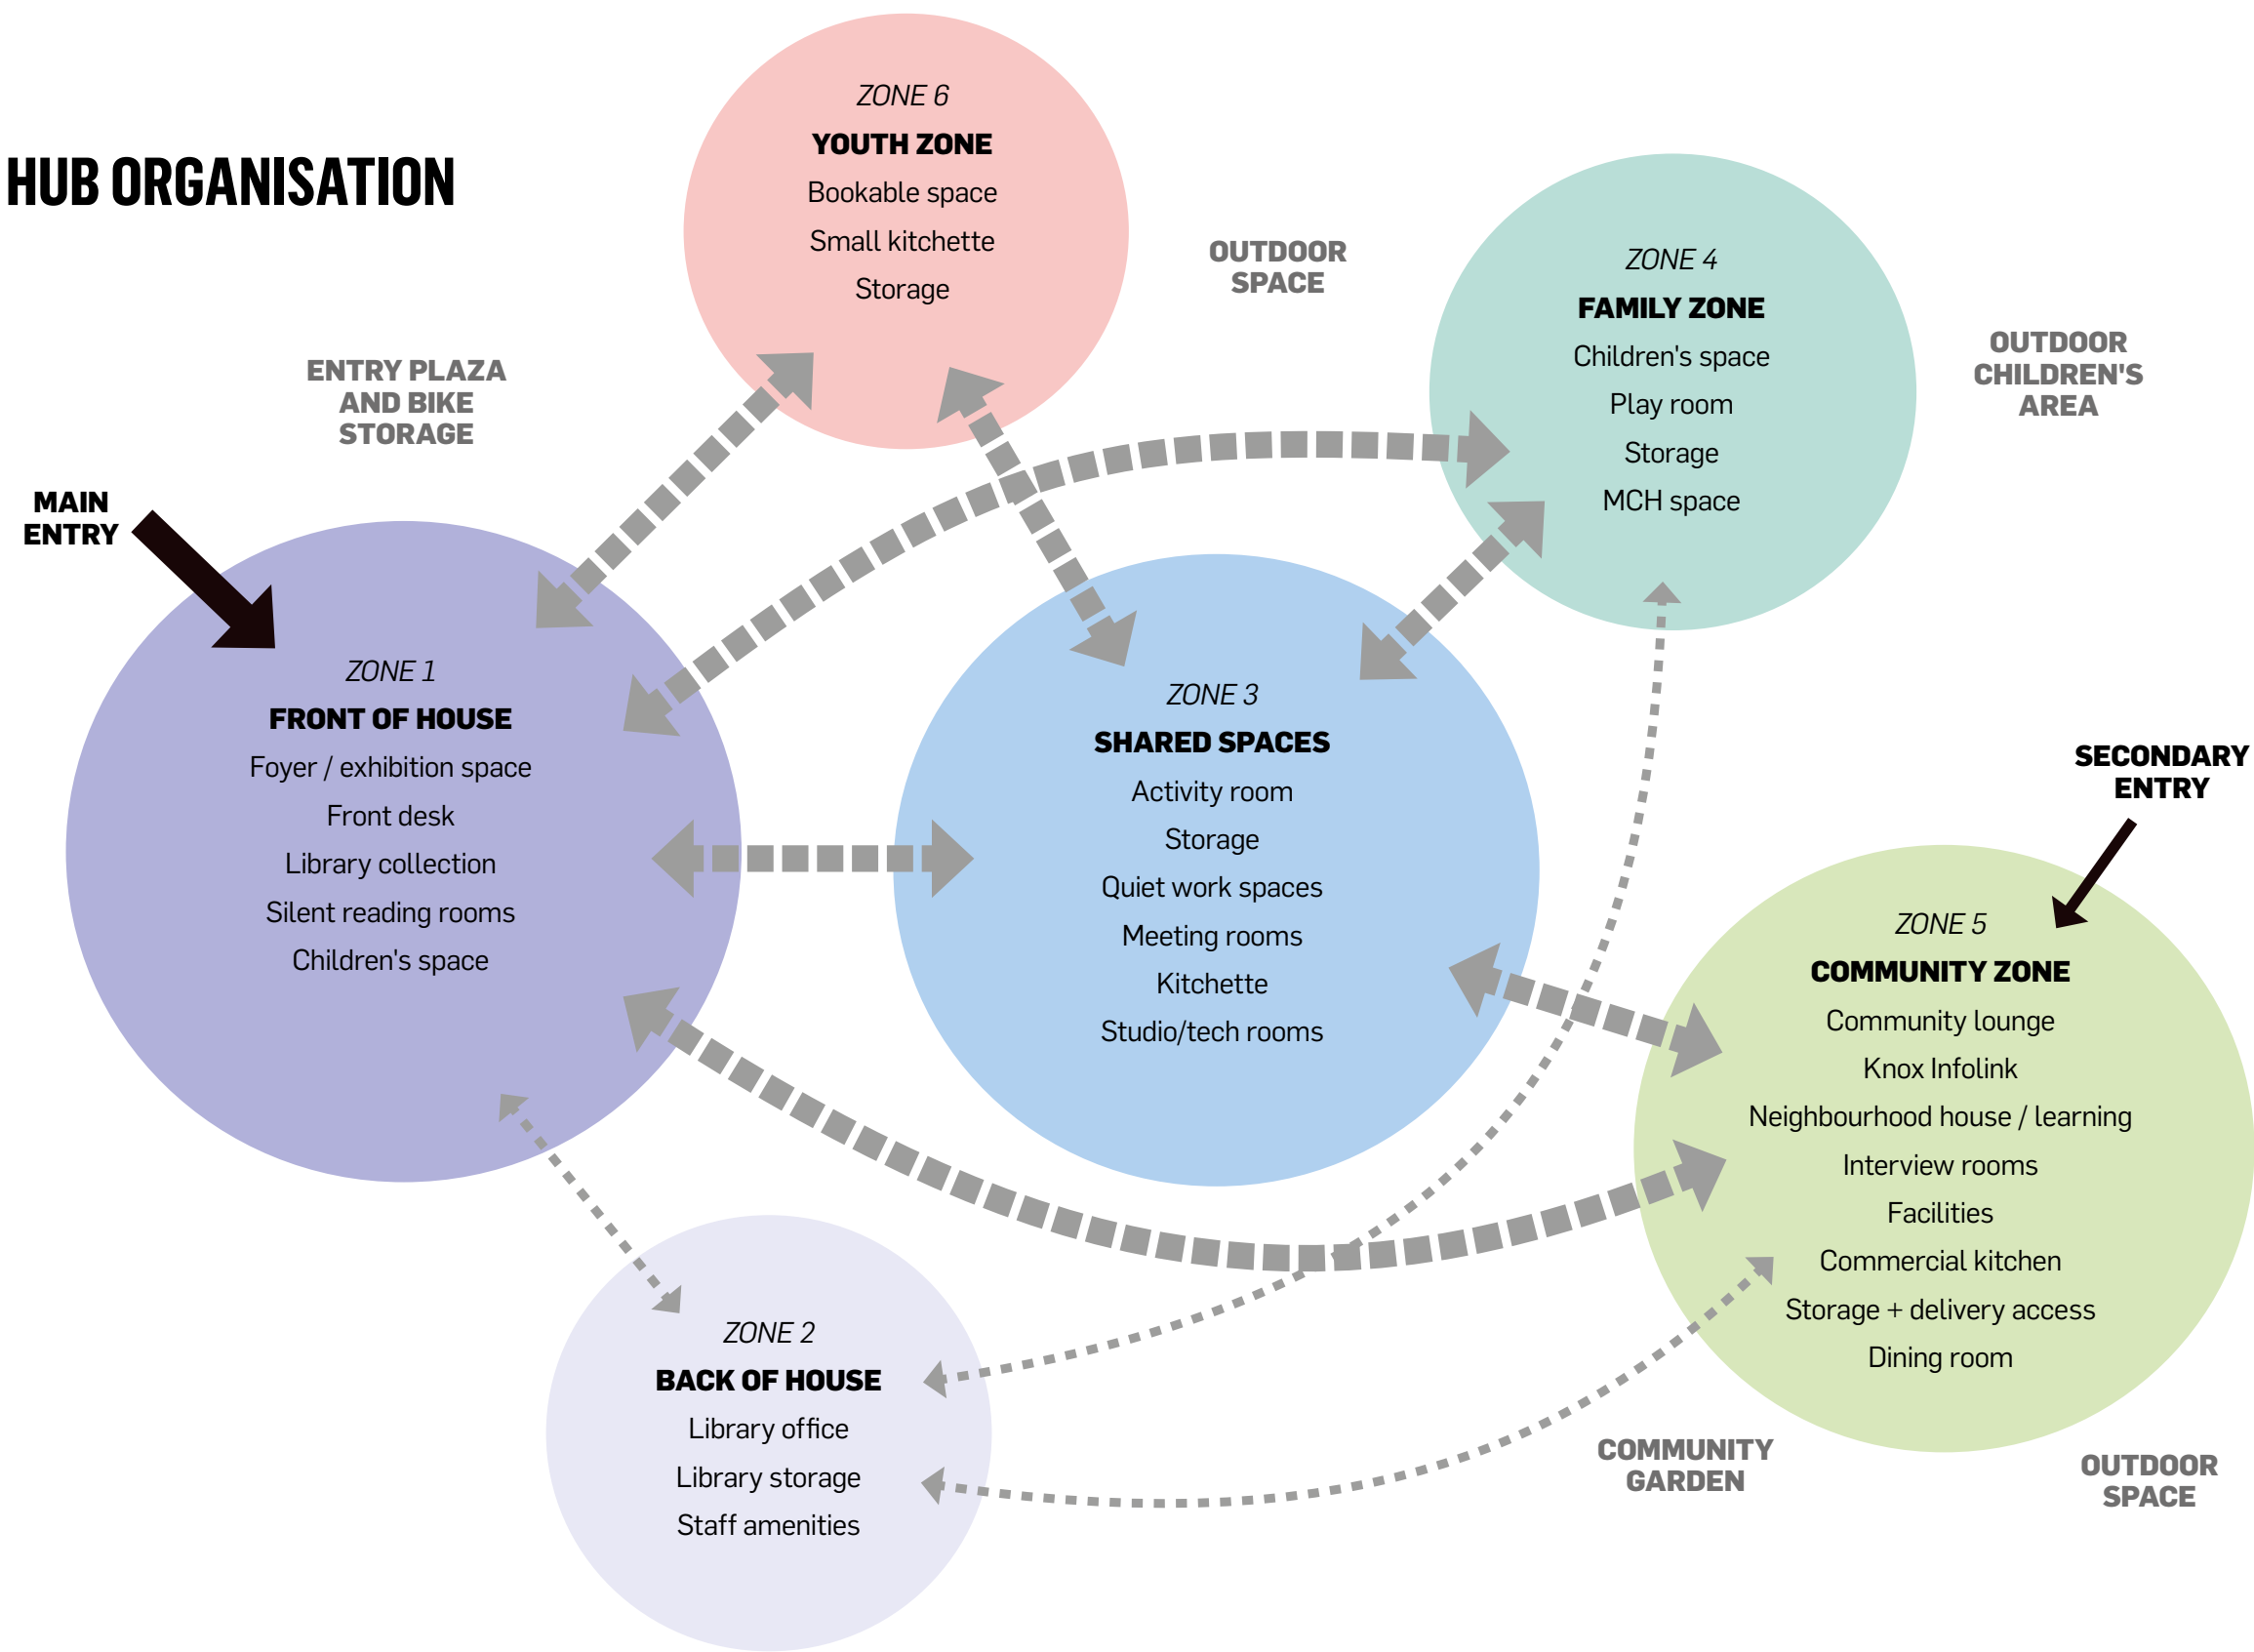 HUB ORGANISATION
ZONE 6
YOUTH ZONE
Bookable space
Small kitchette
Storage
OUTDOOR
SPACE
ZONE 4
FAMILY ZONE
Children's space
Play room
Storage
MCH space
OUTDOOR
CHILDREN'S
AREA
ENTRY PLAZA
AND BIKE
STORAGE
MAIN
ENTRY
ZONE 1
FRONT OF HOUSE
Foyer / exhibition space
Front desk
Library collection
Silent reading rooms
Children's space
ZONE 3
SHARED SPACES
Activity room
Storage
Quiet work spaces
Meeting rooms
Kitchette
Studio/tech rooms
SECONDARY
ENTRY
ZONE 5
COMMUNITY ZONE
Community lounge
Knox Infolink
Neighbourhood house / learning
Interview rooms
Facilities
Commercial kitchen
Storage + delivery access
Dining room
ZONE 2
BACK OF HOUSE
Library office
Library storage
Staff amenities
COMMUNITY
GARDEN
OUTDOOR
SPACE